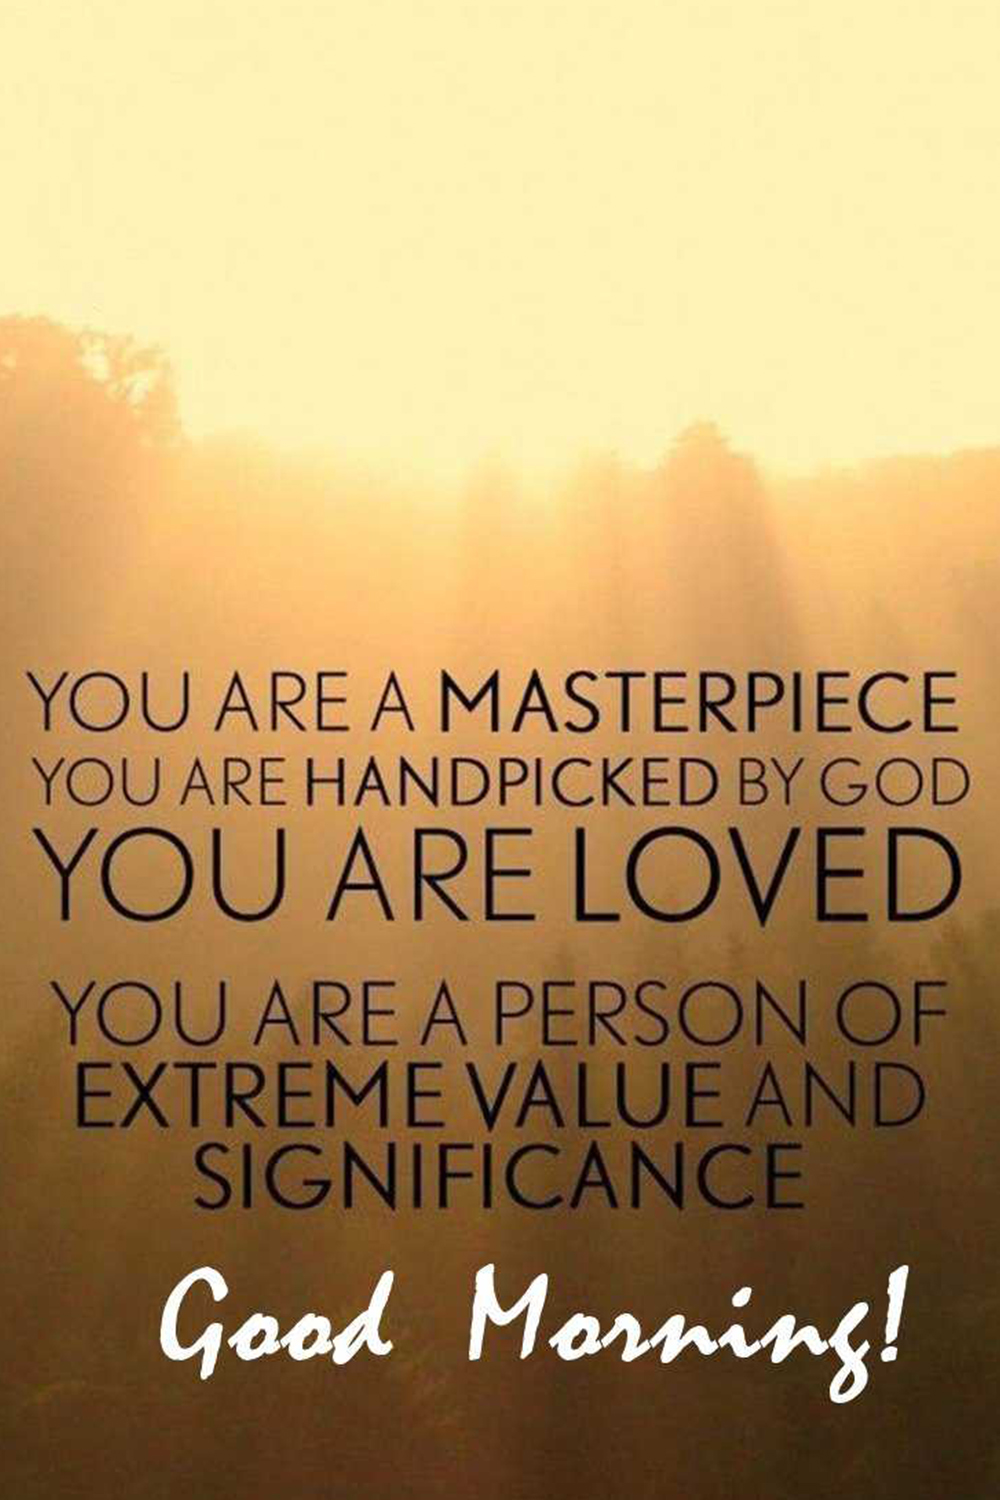 YOU ARE A MASTERPIECE
YOU ARE HANDPICKED BY GOD
YOU ARE LOVED
YOU ARE A PERSON OF
EXTREME VALUE AND
SIGNIFICANCE
Good Morning!